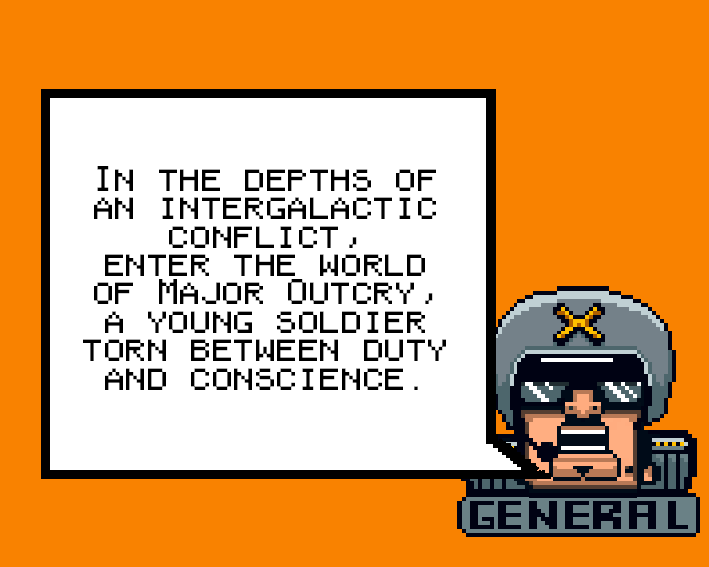 In the depths of
an intergalactic
conflict,
enter the world
of Major Outcry,
a young soldier
torn between duty
and conscience.
GENERAL